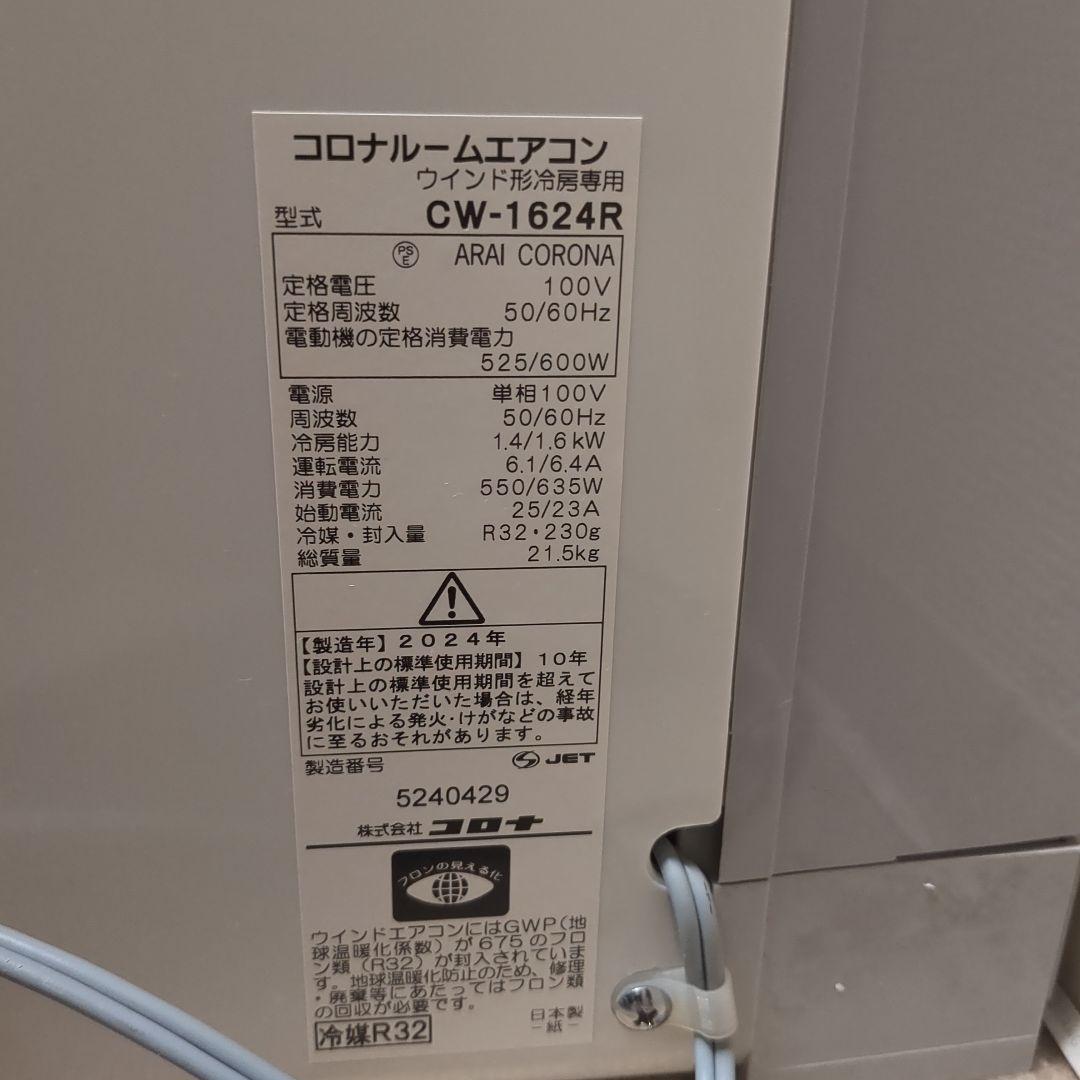 コロナルームエアコン
ウインド形冷房専用
型式 CW-1624R
PS E ARAI CORONA
定格電圧 100V
定格周波数 50/60Hz
電動機の定格消費電力
525/600W
電源 単相100V
周波数 50/60Hz
冷房能力 1.4/1.6kW
運転電流 6.1/6.4A
消費電力 550/635W
始動電流 25/23A
冷媒・封入量 R32・230g
総質量 21.5kg
【製造年】2024年
【設計上の標準使用期間】10年
設計上の標準使用期間を超えて
お使いいただいた場合は、経年
劣化による発火・けがなどの事故
に至るおそれがあります。
製造番号 JET
5240429
株式会社 コロナ
フロンの見える化
ウインドエアコンにはGWP(地
球温暖化係数)が675のフロ
ン類(R32)が封入されていま
す。地球温暖化防止のため、修理
・廃棄等にあたってはフロン類
の回収が必要です。
冷媒R32
日本製
-紙-